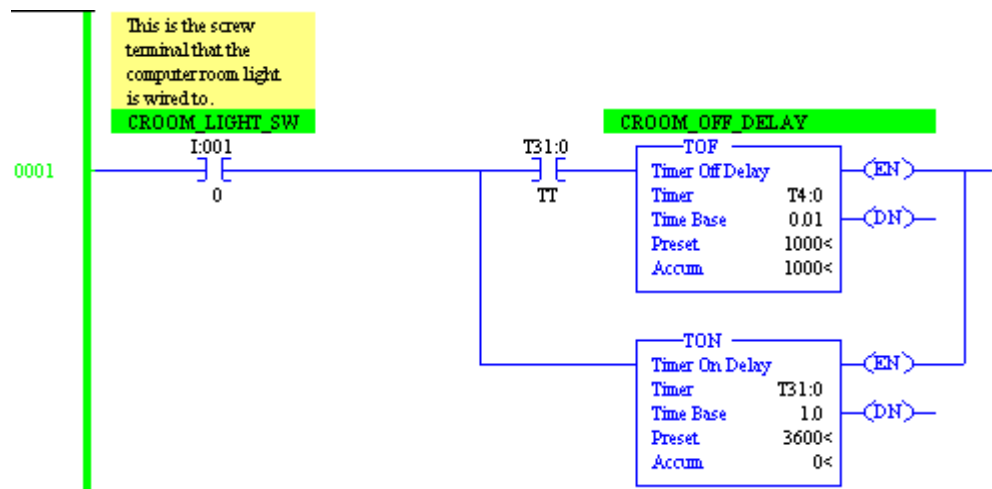 This is the screw
terminal that the
computer room light
is wired to.
CROOM_LIGHT_SW
CROOM_OFF_DELAY
I:001
T31:0
TOF
0001
Timer Off Delay
EN
0
TT
Timer T4:0
Time Base 0.01
DN
Preset 1000<
Accum 1000<
TON
Timer On Delay
EN
Timer T31:0
Time Base 1.0
DN
Preset 3600<
Accum 0<